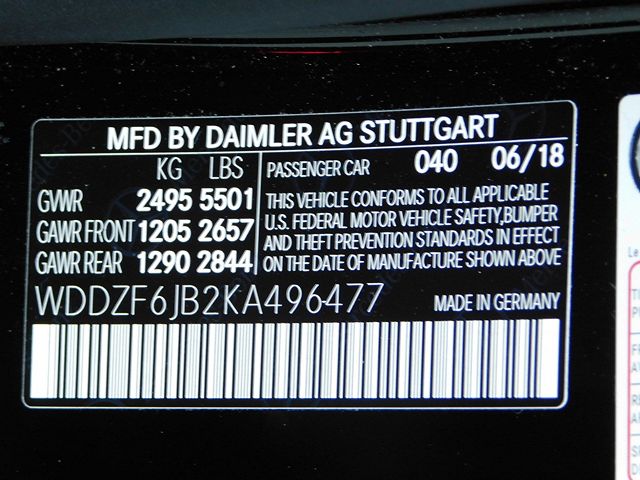 MFD BY DAIMLER AG STUTTGART
KG LBS
GWR 2495 5501
GAWR FRONT 1205 2657
GAWR REAR 1290 2844
PASSENGER CAR 040 06/18
THIS VEHICLE CONFORMS TO ALL APPLICABLE
U.S. FEDERAL MOTOR VEHICLE SAFETY,BUMPER
AND THEFT PREVENTION STANDARDS IN EFFECT
ON THE DATE OF MANUFACTURE SHOWN ABOVE
WDDZF6JB2KA496477 MADE IN GERMANY